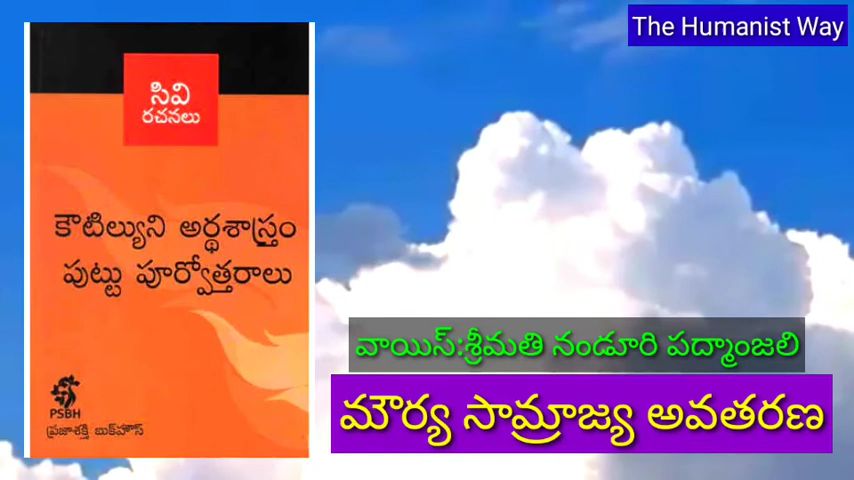 The Humanist Way
సివి
రచనలు
కౌటిల్యుని అర్థశాస్త్రం
పుట్టు పూర్వోత్తరాలు
PSBH
ప్రజాశక్తి బుక్‌హౌస్
వాయిస్:శ్రీమతి నండూరి పద్మాంజలి
మౌర్య సామ్రాజ్య అవతరణ